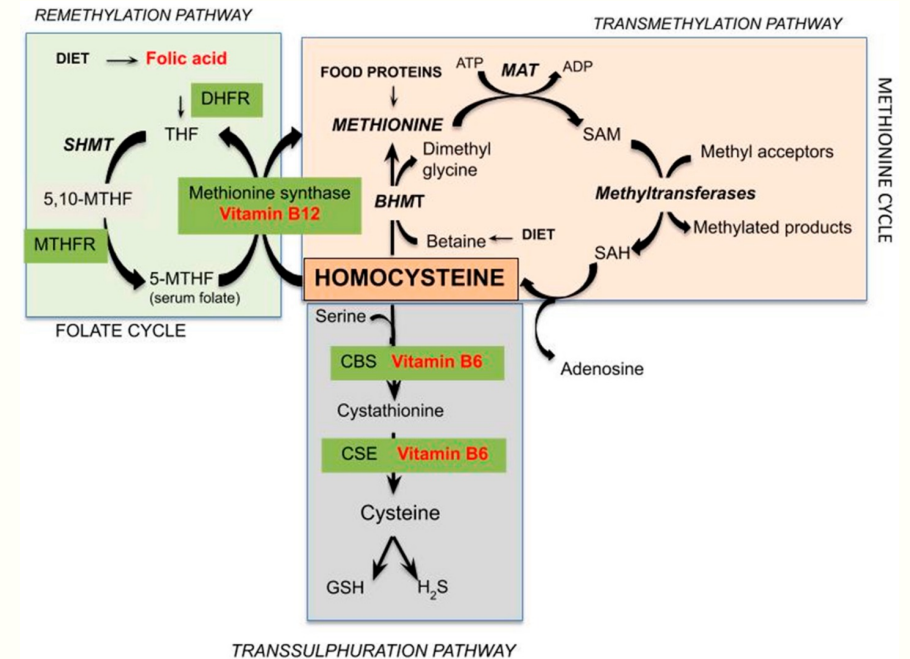 REMETHYLATION PATHWAY
TRANSMETHYLATION PATHWAY
DIET
Folic acid
DHFR
THF
SHMT
5,10-MTHF
MTHFR
5-MTHF
(serum folate)
Methionine synthase
Vitamin B12
FOLATE CYCLE
FOOD PROTEINS
ATP
MAT
ADP
METHIONINE
SAM
Dimethyl
glycine
Methyl acceptors
BHMT
Methyltransferases
Methylated products
Betaine
DIET
SAH
METHIONINE CYCLE
HOMOCYSTEINE
Adenosine
Serine
CBS Vitamin B6
Cystathionine
CSE Vitamin B6
Cysteine
GSH
H₂S
TRANSSULPHURATION PATHWAY